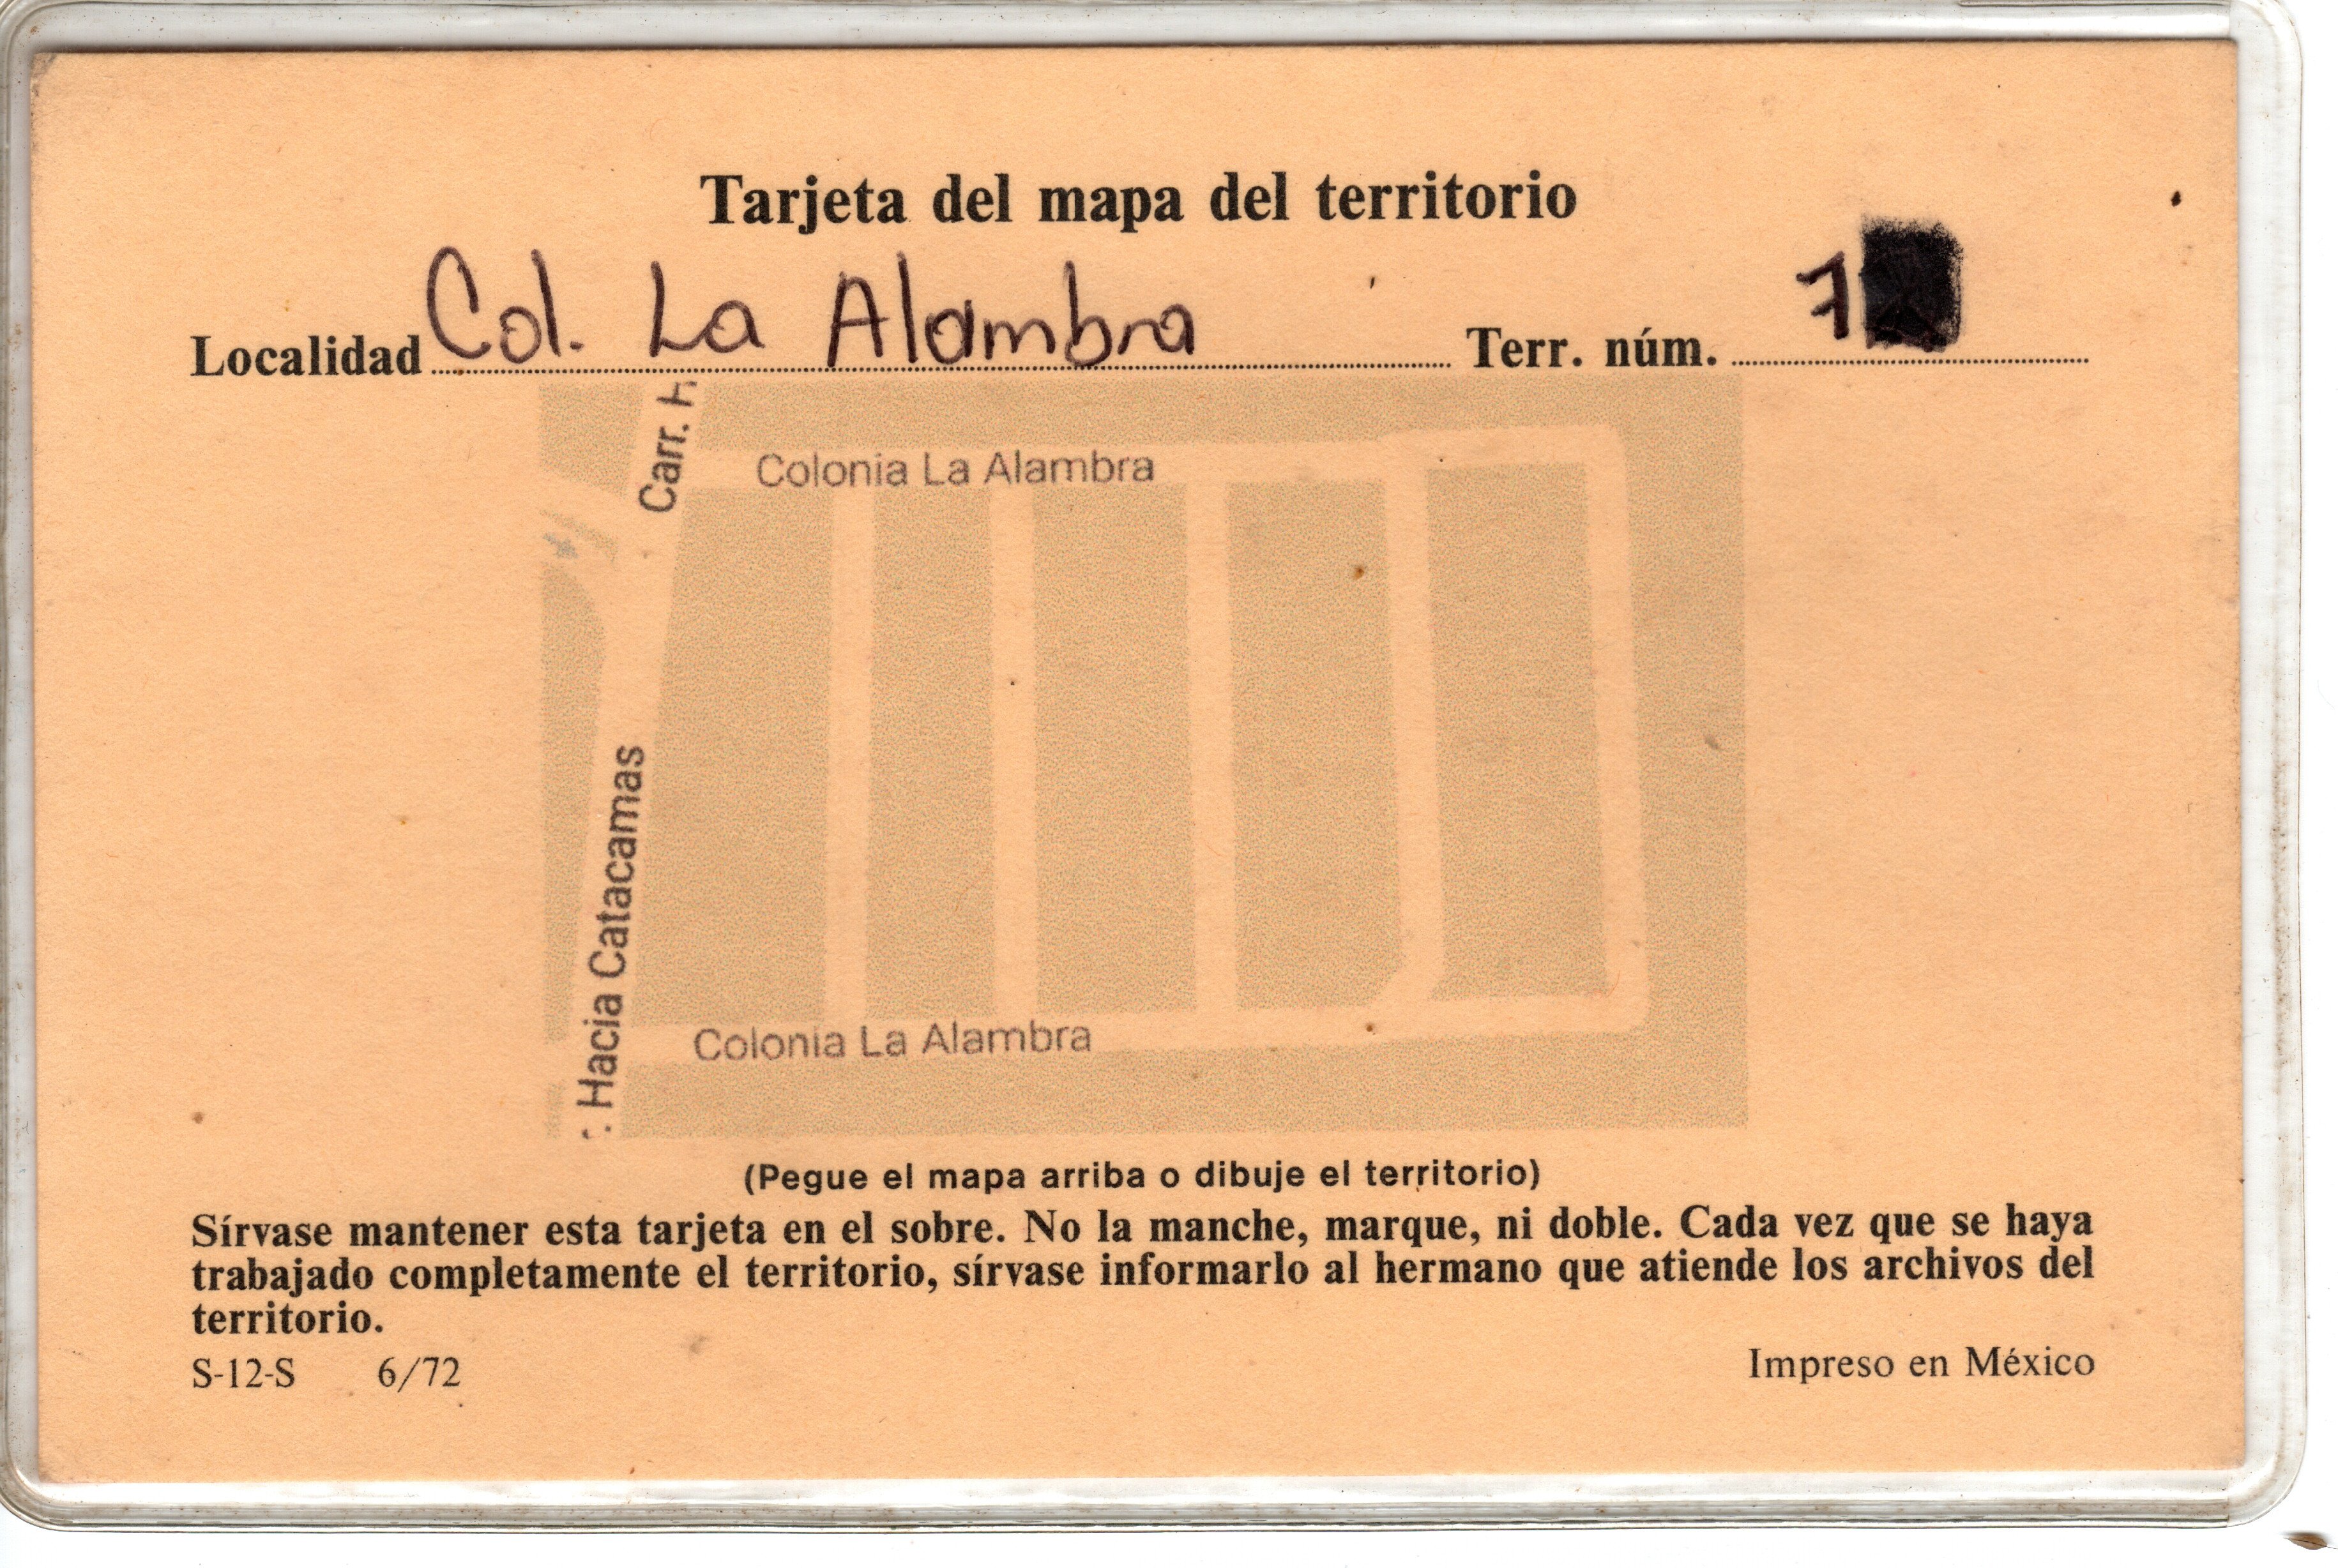 Tarjeta del mapa del territorio
Localidad Col. La Alambra Terr. núm. 7
Carr. H
Colonia La Alambra
: Hacia Catacamas
Colonia La Alambra
(Pegue el mapa arriba o dibuje el territorio)
Sírvase mantener esta tarjeta en el sobre. No la manche, marque, ni doble. Cada vez que se haya
trabajado completamente el territorio, sírvase informarlo al hermano que atiende los archivos del
territorio.
S-12-S 6/72 Impreso en México